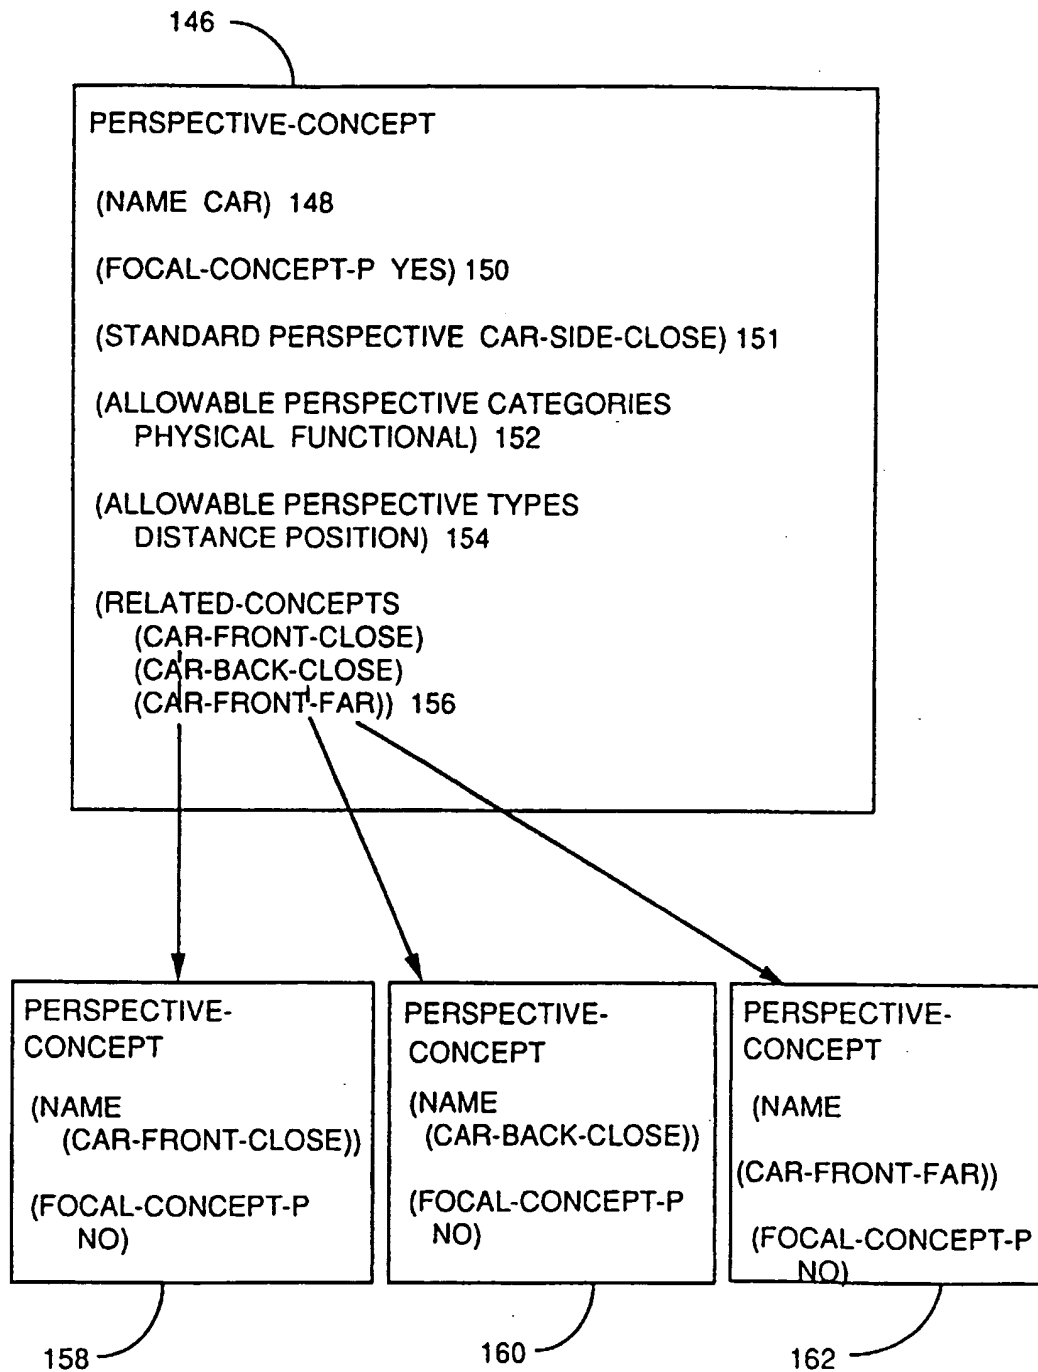 146
PERSPECTIVE-CONCEPT
(NAME CAR) 148
(FOCAL-CONCEPT-P YES) 150
(STANDARD PERSPECTIVE CAR-SIDE-CLOSE) 151
(ALLOWABLE PERSPECTIVE CATEGORIES
PHYSICAL FUNCTIONAL) 152
(ALLOWABLE PERSPECTIVE TYPES
DISTANCE POSITION) 154
(RELATED-CONCEPTS
(CAR-FRONT-CLOSE)
(CAR-BACK-CLOSE)
(CAR-FRONT-FAR)) 156
PERSPECTIVE-
CONCEPT
(NAME
(CAR-FRONT-CLOSE))
(FOCAL-CONCEPT-P
NO)
158
PERSPECTIVE-
CONCEPT
(NAME
(CAR-BACK-CLOSE))
(FOCAL-CONCEPT-P
NO)
160
PERSPECTIVE-
CONCEPT
(NAME
(CAR-FRONT-FAR))
(FOCAL-CONCEPT-P
NO)
162